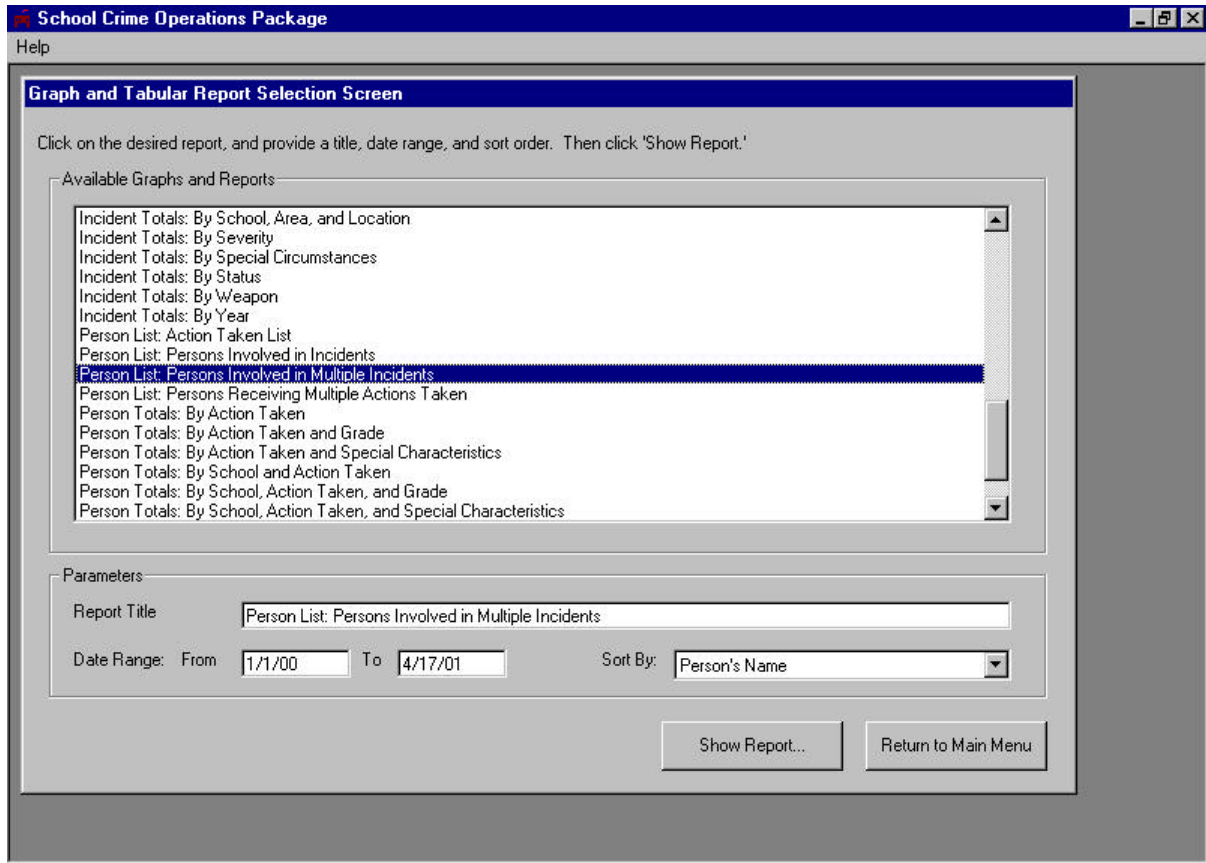 School Crime Operations Package
Help
Graph and Tabular Report Selection Screen
Click on the desired report, and provide a title, date range, and sort order.  Then click 'Show Report.'
Available Graphs and Reports
Incident Totals: By School, Area, and Location
Incident Totals: By Severity
Incident Totals: By Special Circumstances
Incident Totals: By Status
Incident Totals: By Weapon
Incident Totals: By Year
Person List: Action Taken List
Person List: Persons Involved in Incidents
Person List: Persons Involved in Multiple Incidents
Person List: Persons Receiving Multiple Actions Taken
Person Totals: By Action Taken
Person Totals: By Action Taken and Grade
Person Totals: By Action Taken and Special Characteristics
Person Totals: By School and Action Taken
Person Totals: By School, Action Taken, and Grade
Person Totals: By School, Action Taken, and Special Characteristics
Parameters
Report Title Person List: Persons Involved in Multiple Incidents
Date Range: From 1/1/00 To 4/17/01 Sort By: Person's Name
Show Report... Return to Main Menu